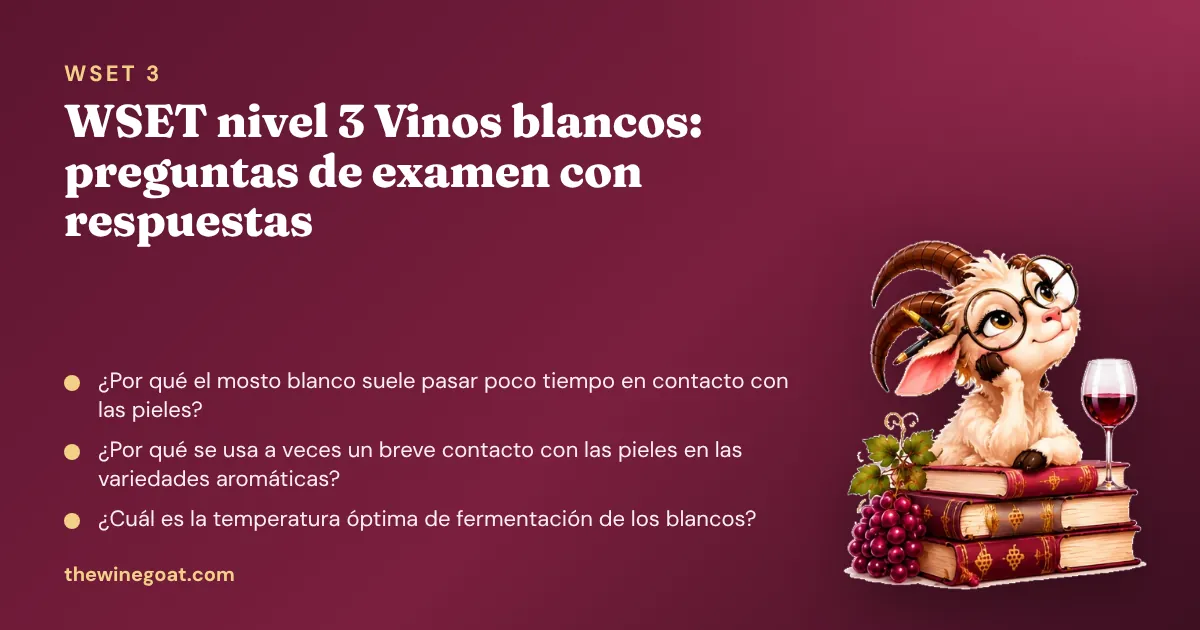 WSET 3
WSET nivel 3 Vinos blancos:
preguntas de examen con
respuestas
¿Por qué el mosto blanco suele pasar poco tiempo en contacto con
las pieles?
¿Por qué se usa a veces un breve contacto con las pieles en las
variedades aromáticas?
¿Cuál es la temperatura óptima de fermentación de los blancos?
thewinegoat.com